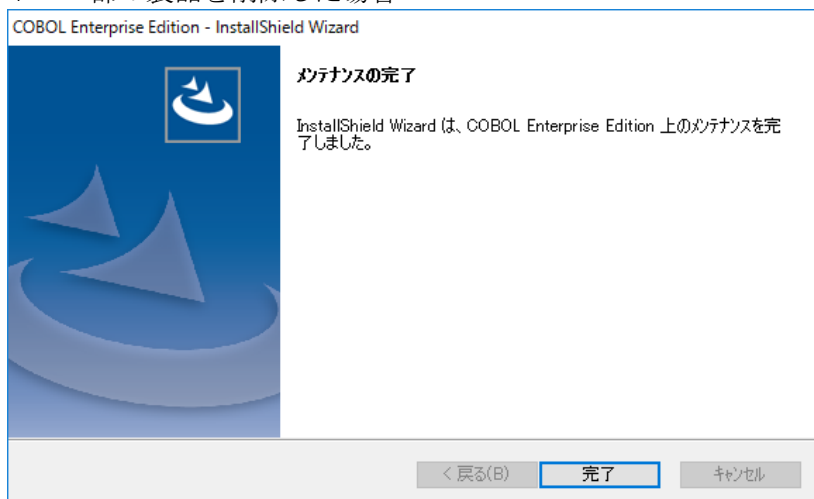 COBOL Enterprise Edition - InstallShield Wizard
メンテナンスの完了
InstallShield Wizard は、COBOL Enterprise Edition 上のメンテナンスを完
了しました。
< 戻る(B)
完了
キャンセル